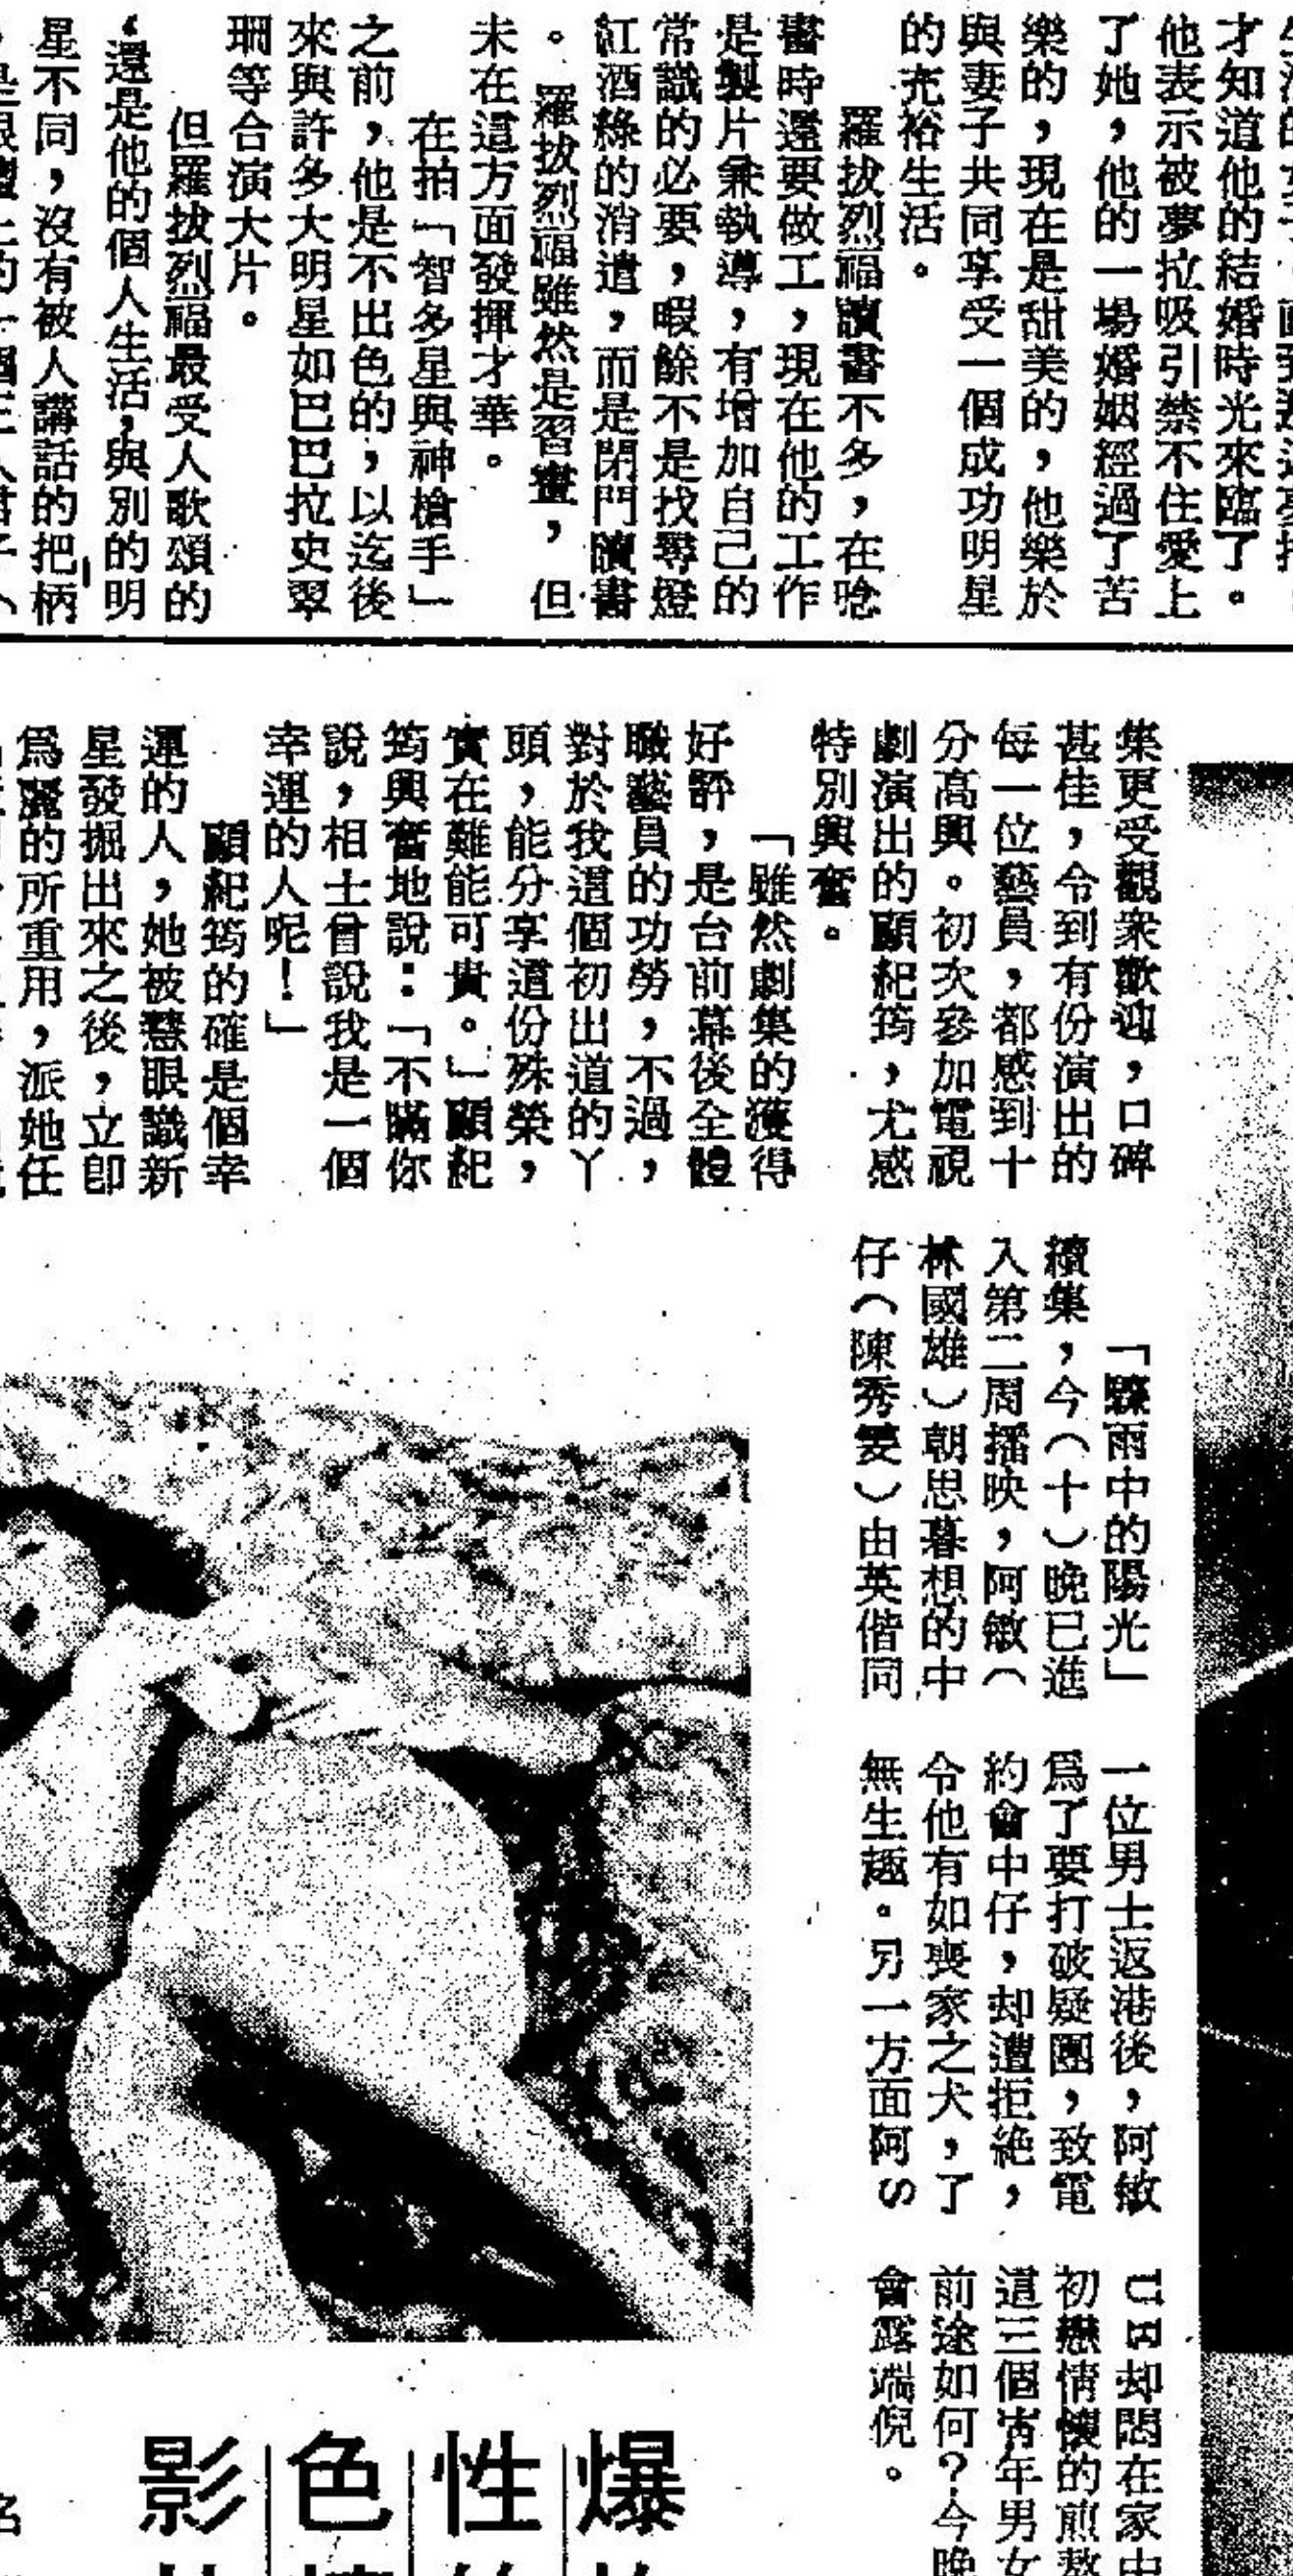 才知道他的結婚時光來臨了。
他表示被夢拉吸引禁不住愛上
了她，他的一場婚姻經過了苦
樂的，現在是甜美的，他樂於
與妻子共同享受一個成功明星
的充裕生活。
羅拔烈福讀書不多，在唸
書時還要做工，現在他的工作
是製片兼執導，有增加自己的
常識的必要，暇餘不是找尋燈
紅酒綠的消遣，而是閉門讀書
。羅拔烈福雖然是習畫，但
未在這方面發揮才華。
在拍「智多星與神槍手」
之前，他是不出色的，以迄後
來與許多大明星如巴巴拉史翠
珊等合演大片。
但羅拔烈福最受人歌頌的
，還是他的個人生活，與別的明
星不同，沒有被人講話的把柄
集更受觀衆歡迎，口碑
甚佳，令到有份演出的
每一位藝員，都感到十
分高興。初次參加電視
劇演出的顧紀筠，尤感
特別興奮。
「雖然劇集的獲得
好評，是台前幕後全體
職藝員的功勞，不過，
對於我這個初出道的丫
頭，能分享這份殊榮，
實在難能可貴。」顧紀
筠興奮地說：「不瞞你
說，相士曾說我是一個
幸運的人呢！」
顧紀筠的確是個幸
運的人，她被慧眼識新
星發掘出來之後，立卽
爲麗的所重用，派她任
「驟雨中的陽光」
續集，今（十）晚已進
入第二周播映，阿敏（
林國雄）朝思暮想的中
仔（陳秀雯）由英偕同
一位男士返港後，阿敏
爲了要打破疑團，致電
約會中仔，却遭拒絕，
令他有如喪家之犬，了
無生趣。另一方面阿S
UE却悶在家中
初戀情懷的煎熬
這三個靑年男女
前途如何？今晚
會露端倪。
爆
性
色
影